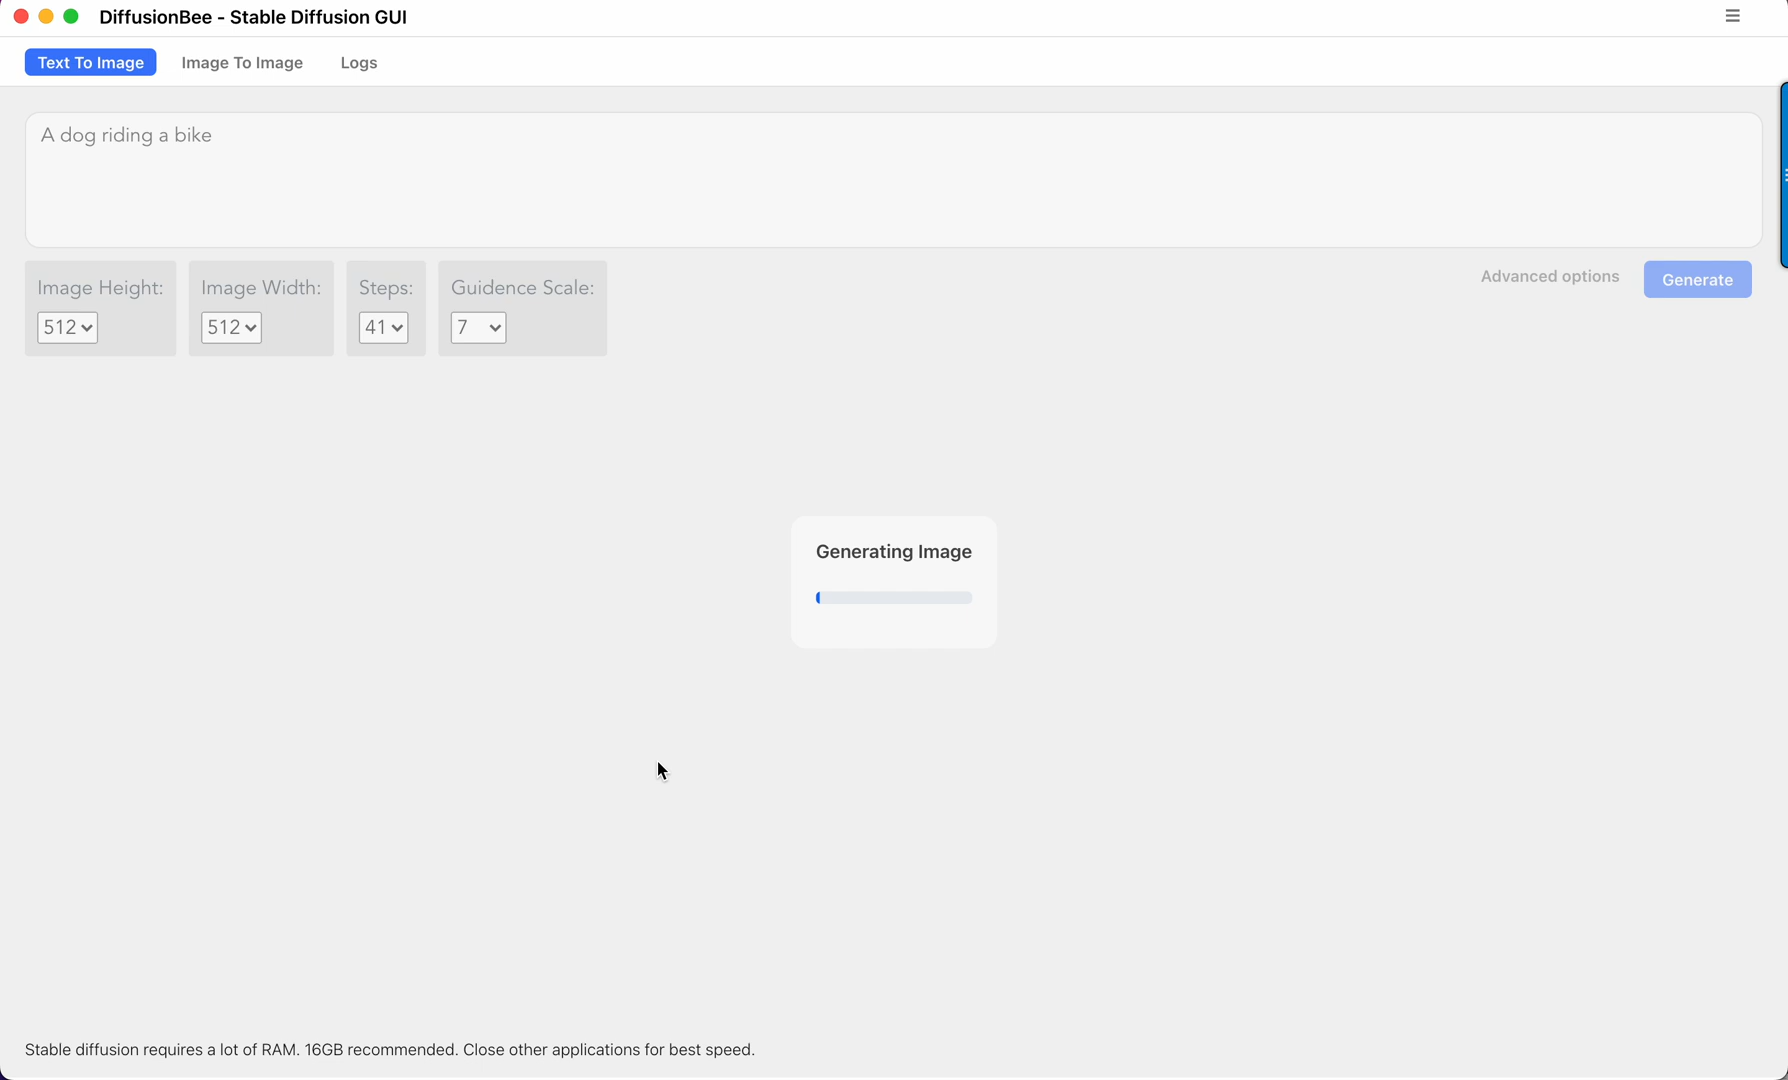 DiffusionBee - Stable Diffusion GUI
Text To Image Image To Image Logs
A dog riding a bike
Image Height: Image Width: Steps: Guidence Scale: Advanced options Generate
512 512 41 7
Generating Image
Stable diffusion requires a lot of RAM. 16GB recommended. Close other applications for best speed.